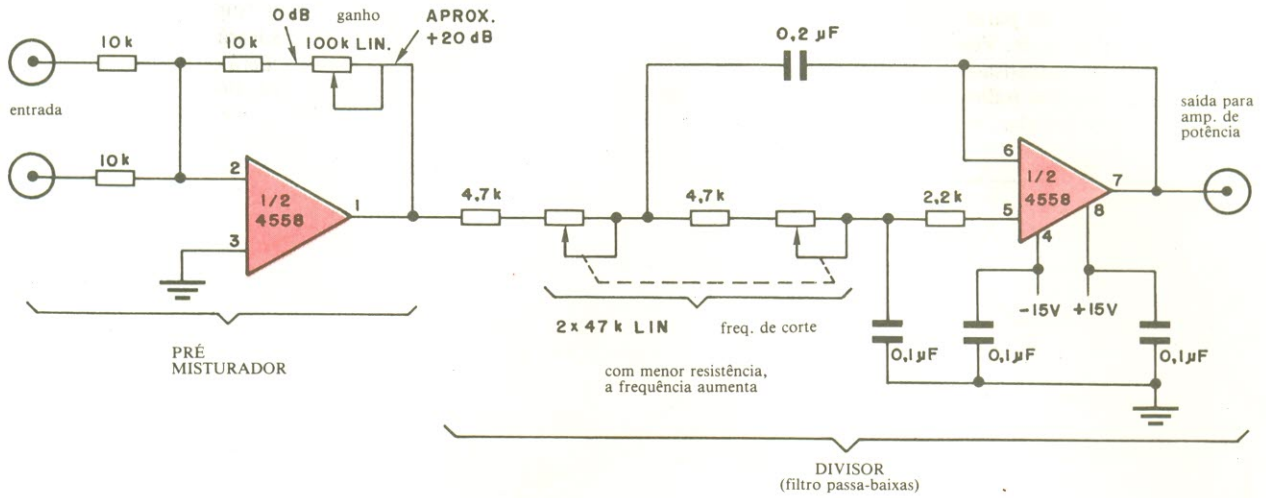 0 dB
ganho
APROX.
+20 dB
10 k
10 k
100k LIN.
0,2 µF
entrada
saída para
amp. de
potência
10 k
2
1/2
4558
1
3
4,7 k
4,7 k
2,2 k
6
1/2
4558
7
5
8
4
-15V
+15V
2 x 47 k LIN
freq. de corte
0,1 µF
0,1 µF
0,1 µF
PRÉ
MISTURADOR
com menor resistência,
a frequência aumenta
DIVISOR
(filtro passa-baixas)